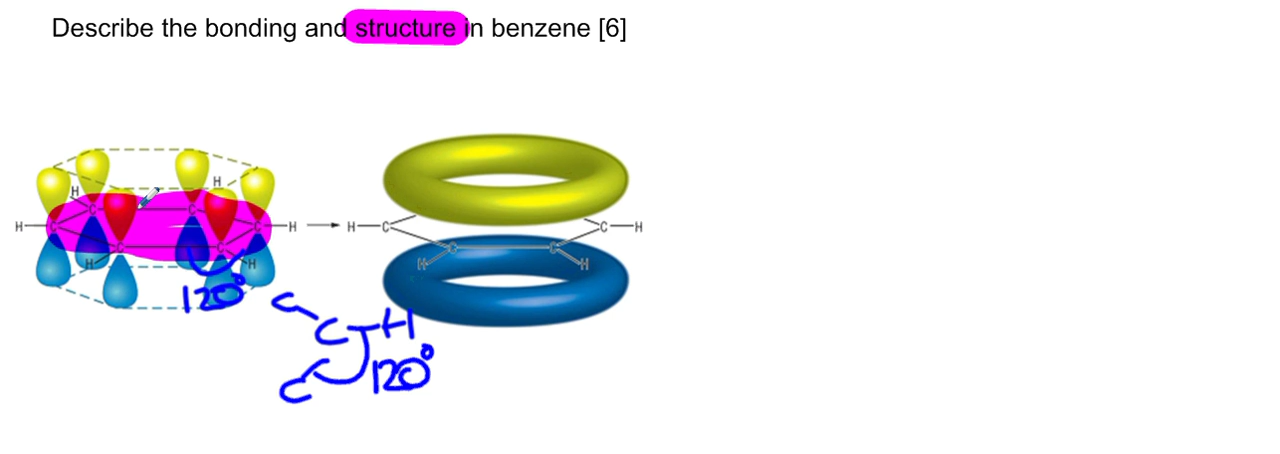 Describe the bonding and structure in benzene [6]
H
H
H C C H
C C
H H
H C C H
C C
H H
120°
C
C H
C 120°